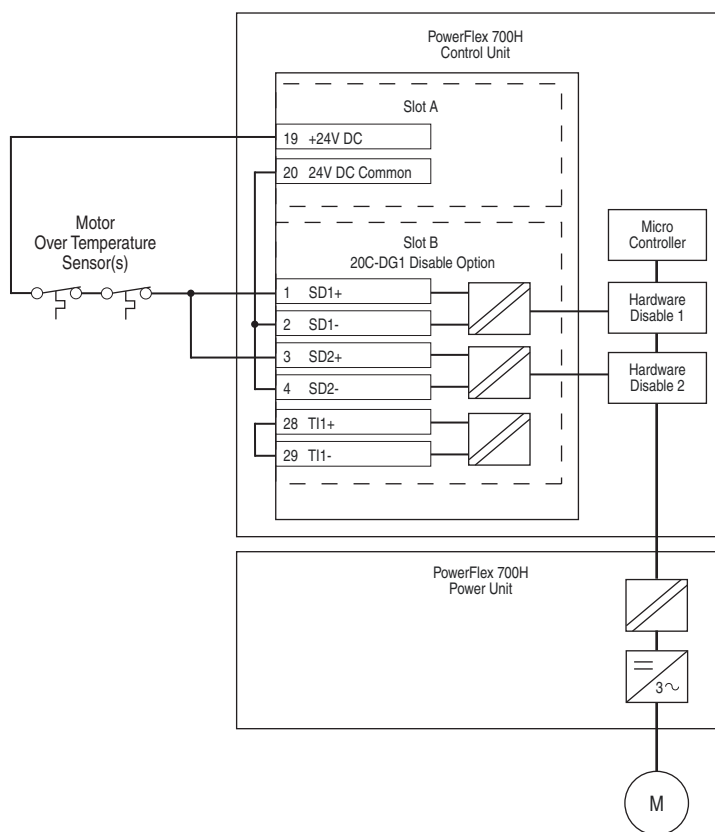 PowerFlex 700H
Control Unit
Slot A
19 +24V DC
20 24V DC Common
Motor
Over Temperature
Sensor(s)
Slot B
20C-DG1 Disable Option
1 SD1+
2 SD1-
3 SD2+
4 SD2-
28 TI1+
29 TI1-
Micro
Controller
Hardware
Disable 1
Hardware
Disable 2
PowerFlex 700H
Power Unit
3
M